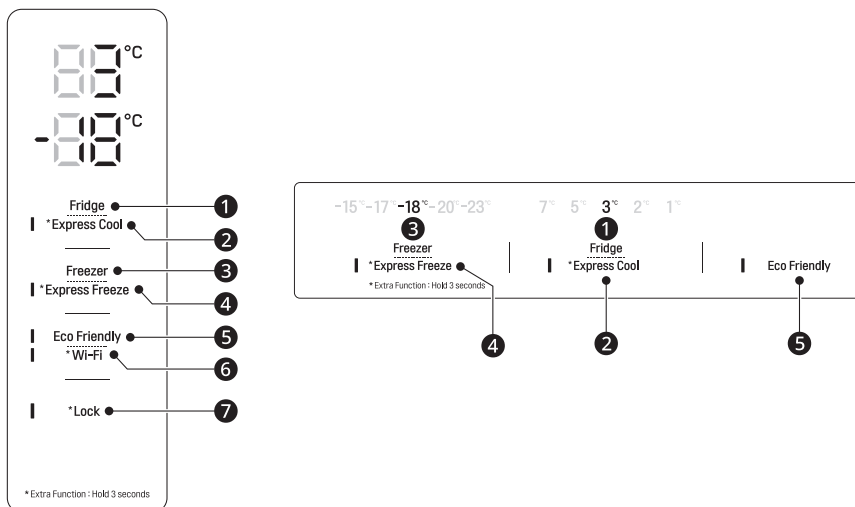 3 °C
-18 °C
Fridge
1
*Express Cool
2
Freezer
3
*Express Freeze
4
Eco Friendly
5
*Wi-Fi
6
*Lock
7
* Extra Function : Hold 3 seconds
-15℃ -17℃ -18℃ -20℃ -23℃
7℃ 5℃ 3℃ 2℃ 1℃
3
1
Freezer
Fridge
*Express Freeze
*Express Cool
Eco Friendly
* Extra Function : Hold 3 seconds
4
2
5